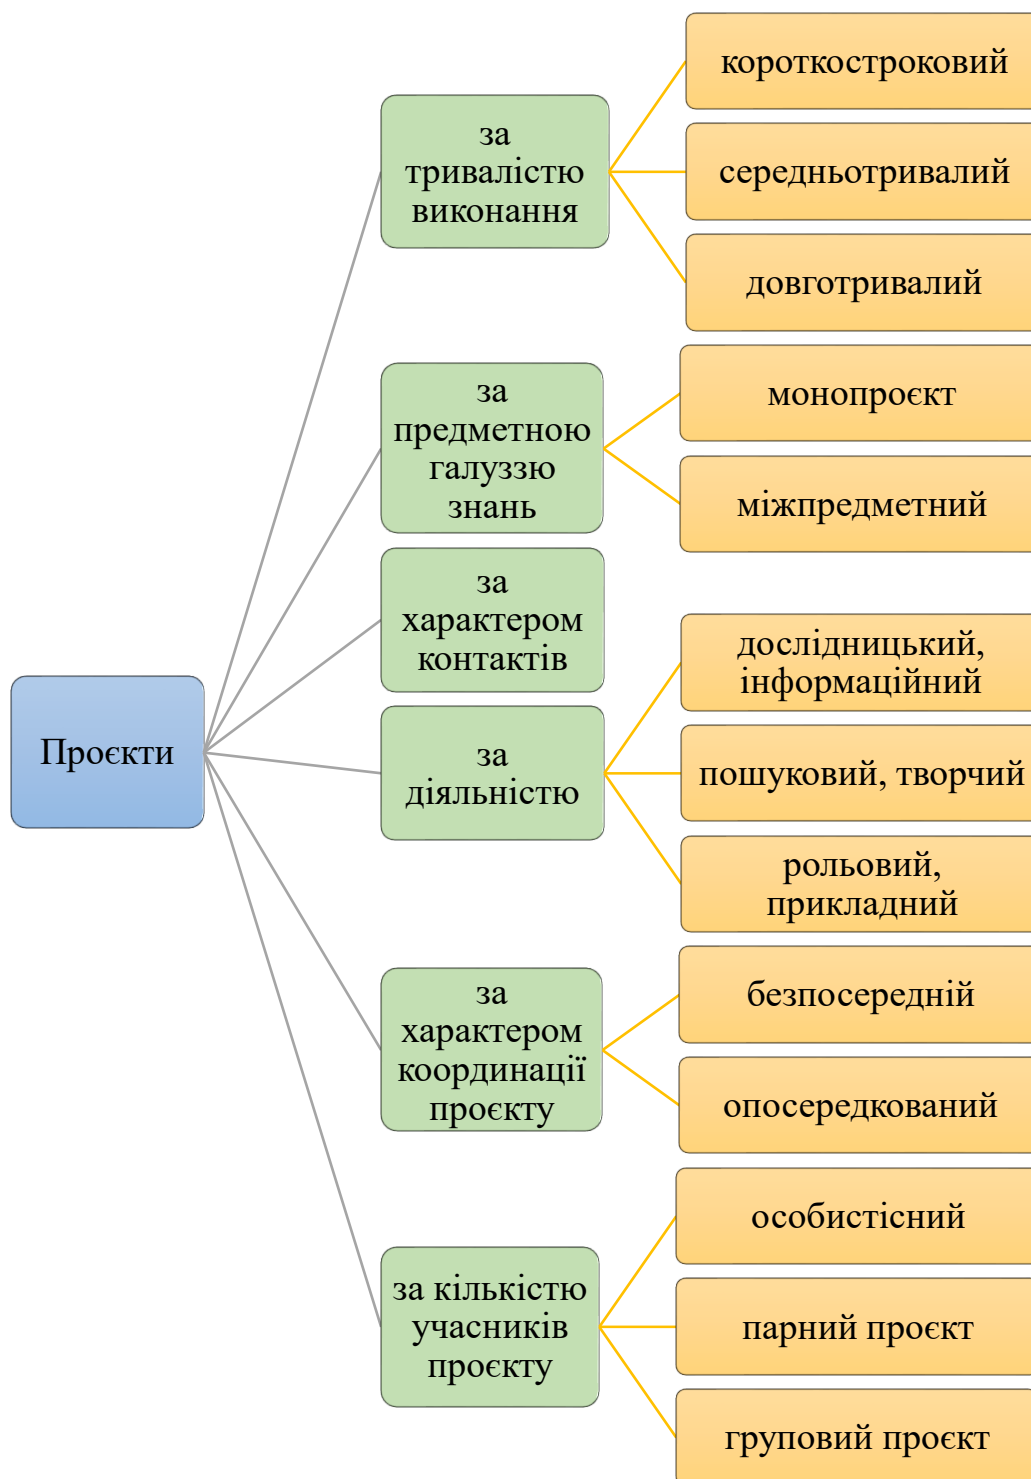 Проєкти
за
тривалістю
виконання
короткостроковий
середньотривалий
довготривалий
за
предметною
галуззю
знань
монопроєкт
міжпредметний
за
характером
контактів
за
діяльністю
дослідницький,
інформаційний
пошуковий, творчий
рольовий,
прикладний
за
характером
координації
проєкту
безпосередній
опосередкований
за кількістю
учасників
проєкту
особистісний
парний проєкт
груповий проєкт